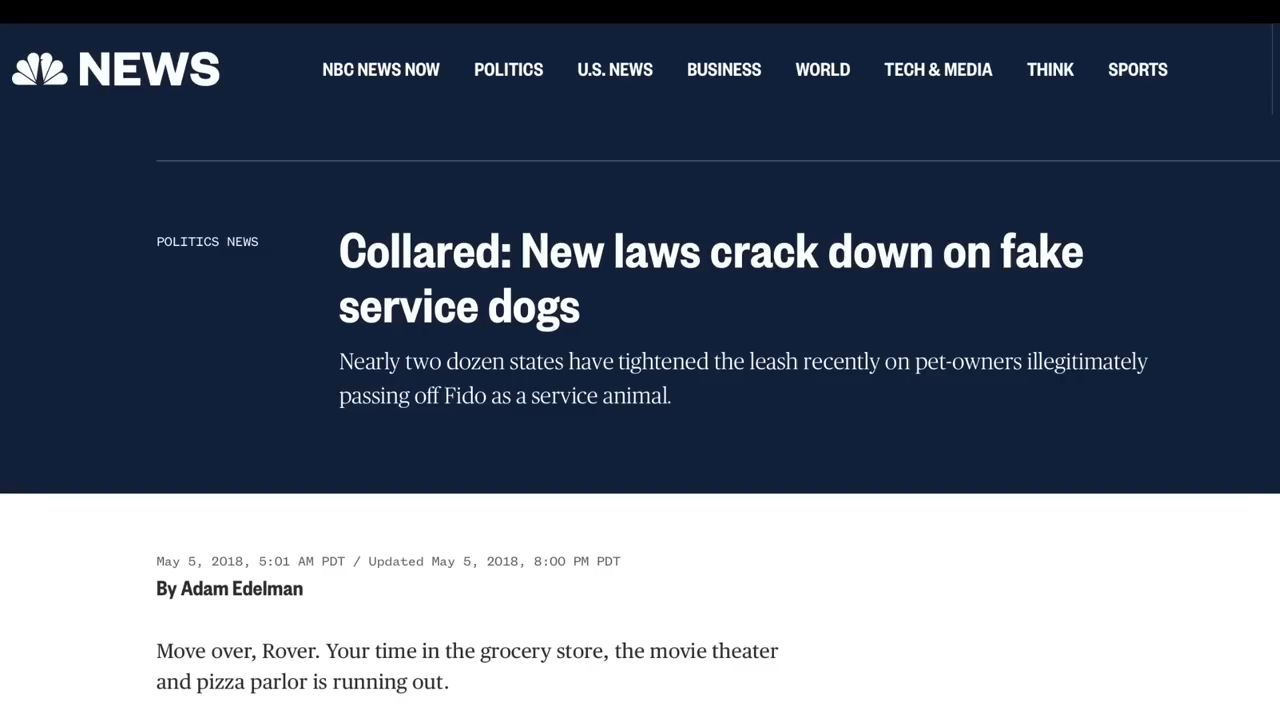 NEWS
NBC NEWS NOW POLITICS U.S. NEWS BUSINESS WORLD TECH & MEDIA THINK SPORTS
POLITICS NEWS
Collared: New laws crack down on fake
service dogs
Nearly two dozen states have tightened the leash recently on pet-owners illegitimately
passing off Fido as a service animal.
May 5, 2018, 5:01 AM PDT / Updated May 5, 2018, 8:00 PM PDT
By Adam Edelman
Move over, Rover. Your time in the grocery store, the movie theater
and pizza parlor is running out.